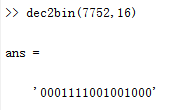 >> dec2bin(7752,16)
ans =
'0001111001001000'